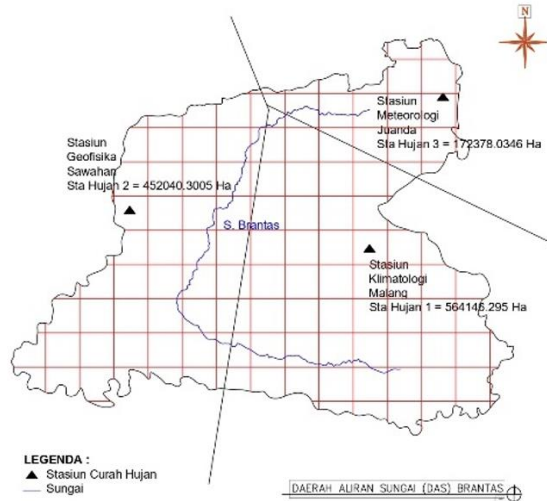 N
Stasiun
Meteorologi
Juanda
Sta Hujan 3 = 172378.0346 Ha
Stasiun
Geofisika
Sawahan
Sta Hujan 2 = 452040.3005 Ha
S. Brantas
Stasiun
Klimatologi
Malang
Sta Hujan 1 = 564145.295 Ha
LEGENDA :
Stasiun Curah Hujan
Sungai
DAERAH ALIRAN SUNGAI (DAS) BRANTAS